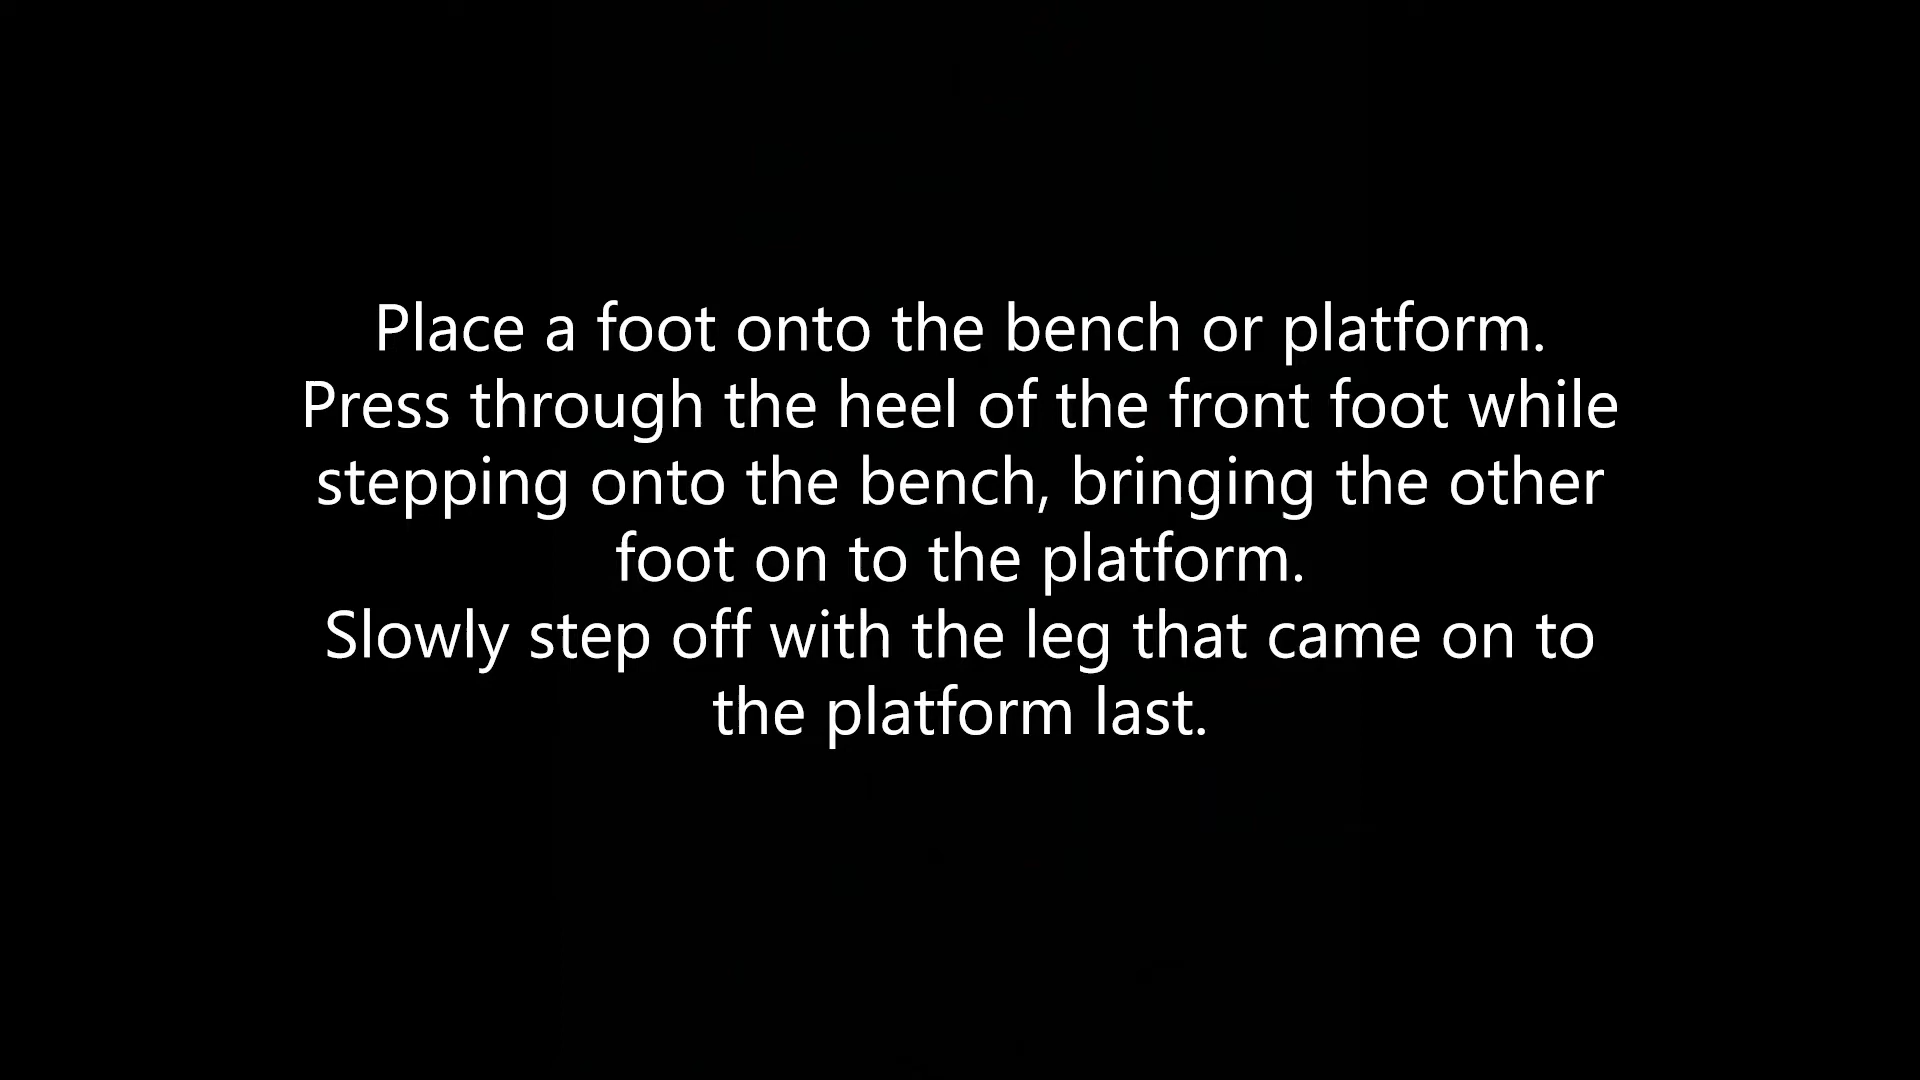 Place a foot onto the bench or platform.
Press through the heel of the front foot while
stepping onto the bench, bringing the other
foot on to the platform.
Slowly step off with the leg that came on to
the platform last.